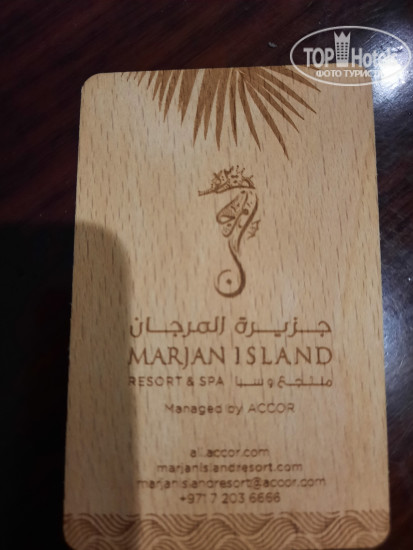 TOP Hotels
ФОТО ТУРИСТОВ
جزيرة المرجان
MARJAN ISLAND
RESORT & SPA منتجع و سبا
Managed by ACCOR
all.accor.com
marjanislandresort.com
marjanislandresort@accor.com
+971 7 203 6666